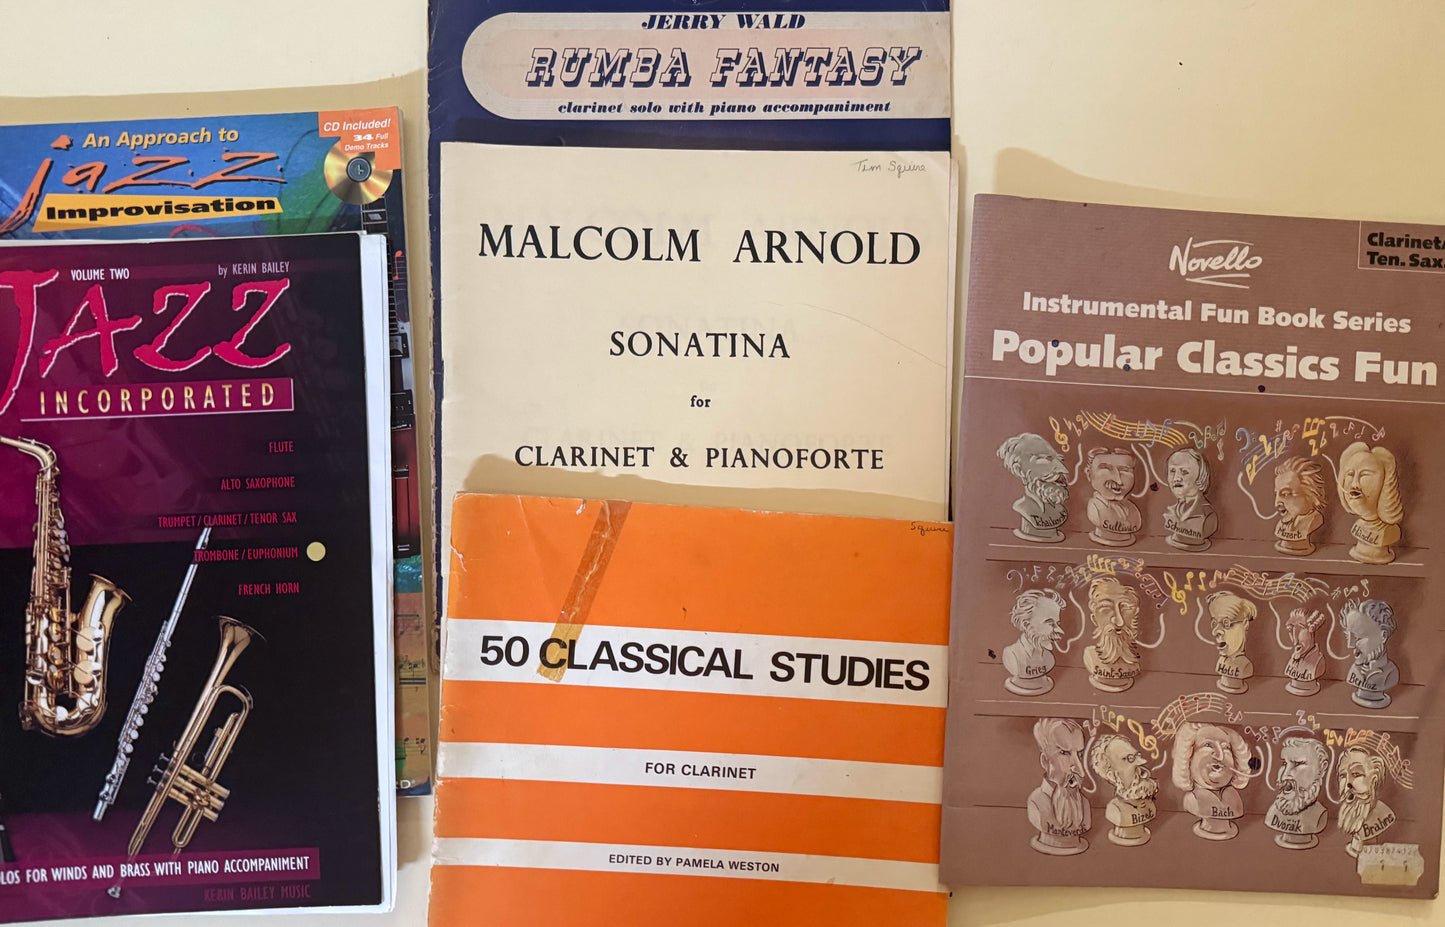 An Approach to
jazz
Improvisation
CD Included!
34 Full
Demo Tracks
VOLUME TWO
by KERIN BAILEY
JAZZ
INCORPORATED
FLUTE
ALTO SAXOPHONE
TRUMPET/CLARINET/TENOR SAX
TROMBONE/EUPHONIUM
FRENCH HORN
OLOS FOR WINDS AND BRASS WITH PIANO ACCOMPANIMENT
KERIN BAILEY MUSIC
JERRY WALD
RUMBA FANTASY
clarinet solo with piano accompaniment
Tim Squire
MALCOLM ARNOLD
SONATINA
for
CLARINET & PIANOFORTE
Squire
50 CLASSICAL STUDIES
FOR CLARINET
EDITED BY PAMELA WESTON
Novello
Clarinet/
Ten. Sax.
Instrumental Fun Book Series
Popular Classics Fun
Tchaikovsky
Sullivan
Schumann
Mozart
Händel
Grieg
Saint-Saens
Holst
Haydn
Berlioz
Monteverdi
Bizet
Bach
Dvořák
Brahms